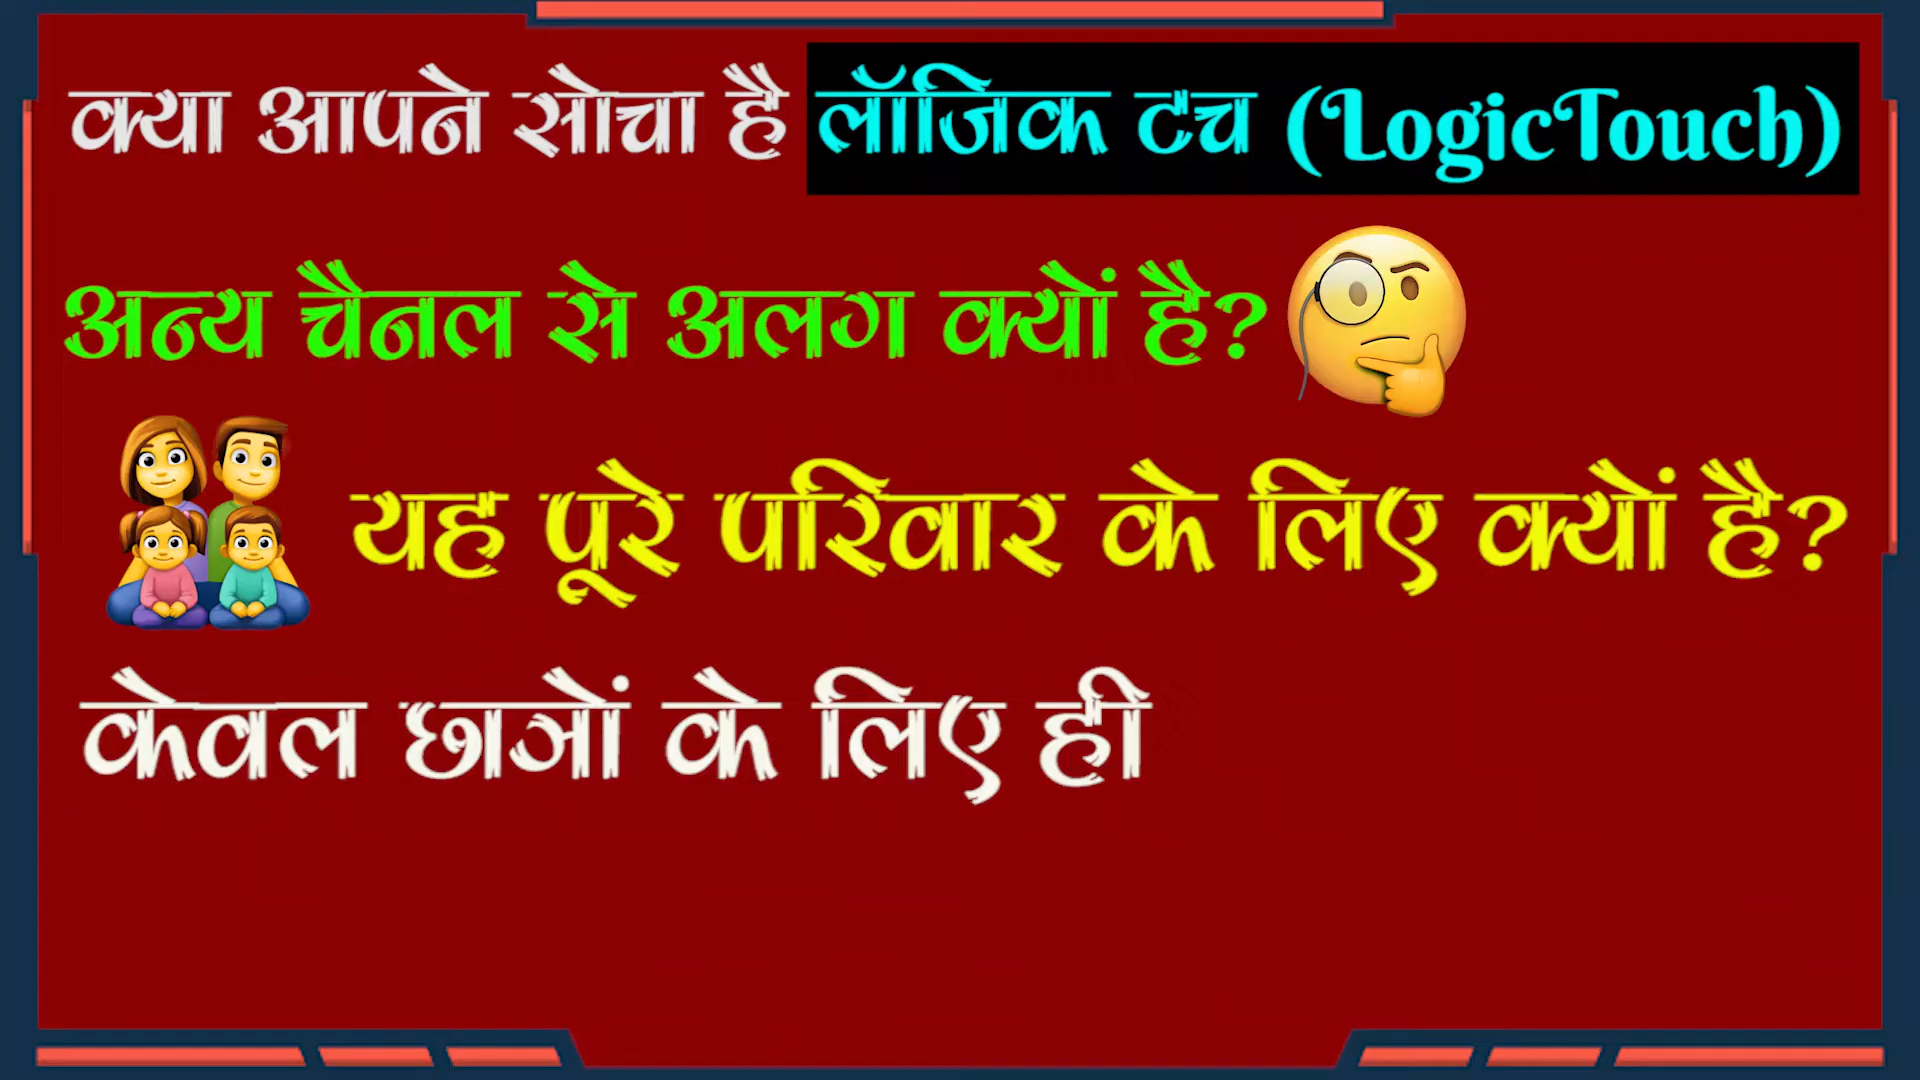 क्या आपने सोचा है लॉजिक टच (LogicTouch)
अन्य चैनल से अलग क्यों है?
यह पूरे परिवार के लिए क्यों है?
केवल छात्रों के लिए ही